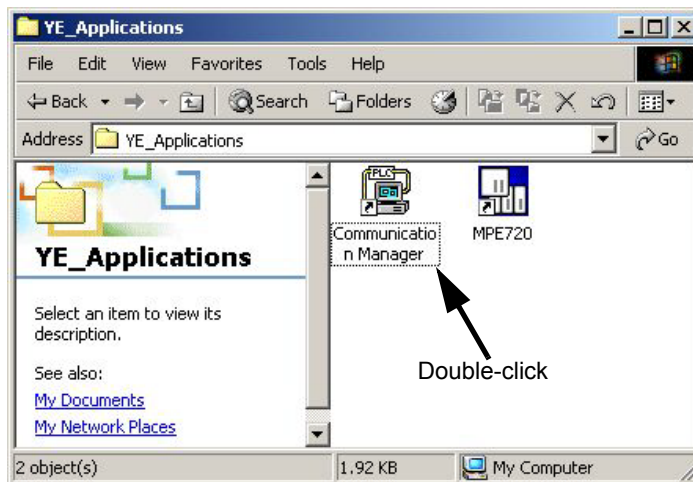 YE_Applications
File Edit View Favorites Tools Help
Back Search Folders
Address YE_Applications Go
PLC
Communicatio
n Manager
MPE720
YE_Applications
Select an item to view its
description.
See also:
My Documents
My Network Places
Double-click
2 object(s) 1.92 KB My Computer